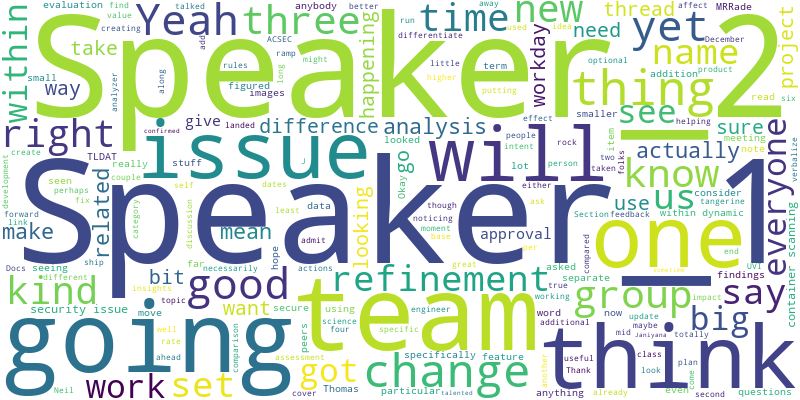 Speaker_2
Speaker_1
within
Yeah
three
time
new
yet
take
name
thing
need
thread
project
way
happening
workday
see
sure
right
issue
difference
analysis
will
actually
give
go
know
us
use
everyone
make
related
mean
looking
approval
one
kind
good
refinement
group
say
big
bit
want
going
team
think
work
set
got
change
evaluation
find
value
creating
talked
ACSEC
add
ramp
run
away
used
idea
affect
better
differentiate
rules
might
along
long
anybody
little
term
higher
putting
MRRade
December
optional
product
read
six
small
analyzer
figured
images
addition
smaller
helping
meeting
note
confirmed
landed
effect
people
intent
rock
item
two
folks
taken
TLDAT
really
stuff
looked
lot
person
Okay
couple
seen
perhaps
fix
self
dates
least
data
though
either
noticing
moment
base
ask
consider
tangerine
Section
feedback
within dynamic
verbalize
container scanning
development
create
forward
link
far
necessarily
admit
discussion
category
hope
actions
compared
asked
separate
end
findings
UVI
Docs
seeing
different
ship
insights
topic
great
true
working
word
now
update
impact
security issue
move
using
secure
science
engineer
four
additional
maybe
totally
Janiyana
Neil
well
rate
ahead
comparison
assessment
specific
peers
Thomas
cover
specifically
particular
feature
talented
mid
class
look
plan
useful
Thank
anything
already
another
even
come
second
questions